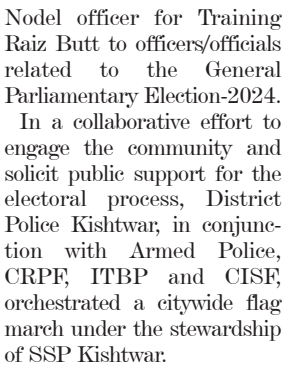 Nodel officer for Training
Raiz Butt to officers/officials
related to the General
Parliamentary Election-2024.
In a collaborative effort to
engage the community and
solicit public support for the
electoral process, District
Police Kishtwar, in conjunc-
tion with Armed Police,
CRPF, ITBP and CISF,
orchestrated a citywide flag
march under the stewardship
of SSP Kishtwar.